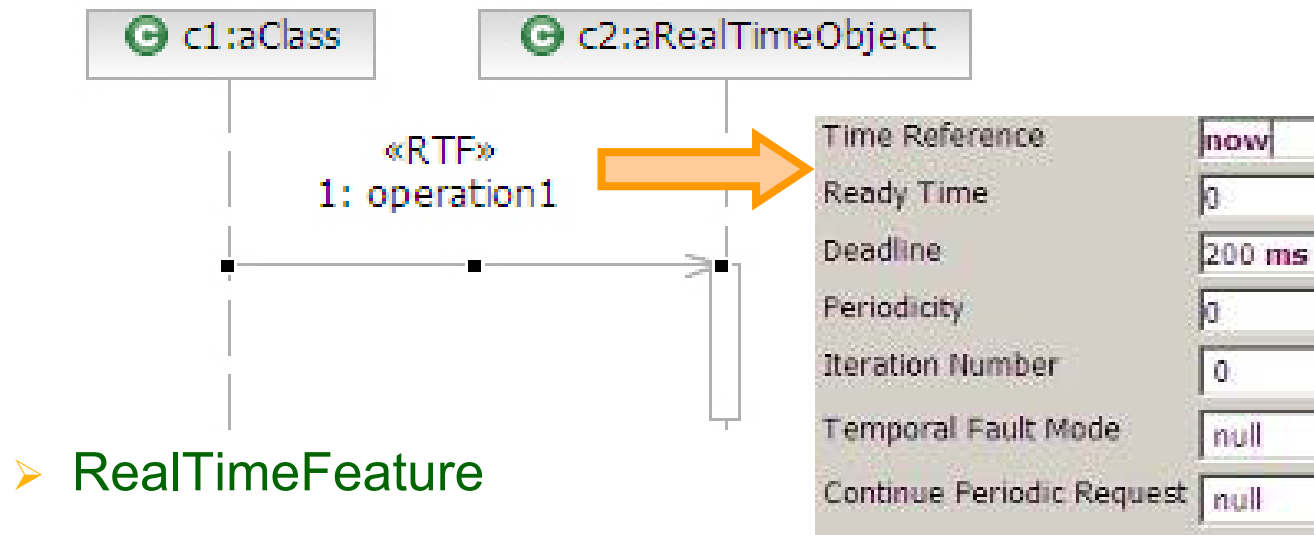 c1:aClass
c2:aRealTimeObject
«RTF»
1: operation1
Time Reference now
Ready Time 0
Deadline 200 ms
Periodicity 0
Iteration Number 0
Temporal Fault Mode null
Continue Periodic Request null
RealTimeFeature